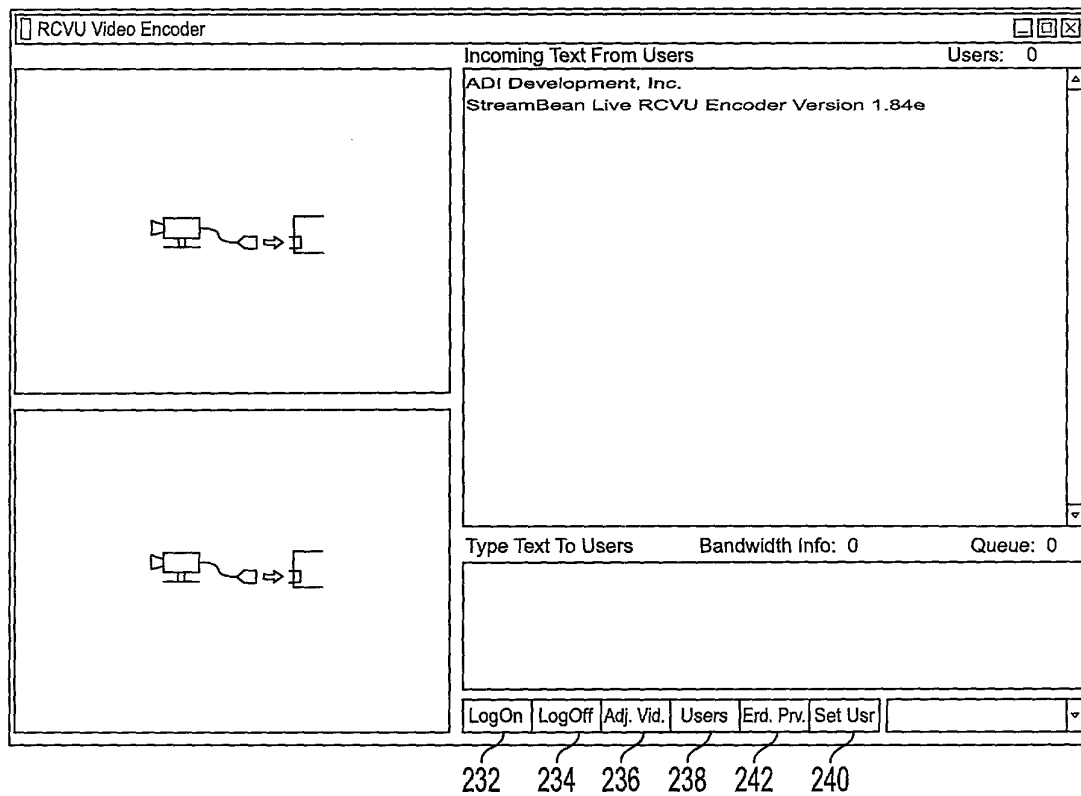 RCVU Video Encoder
Incoming Text From Users Users: 0
ADI Development, Inc.
StreamBean Live RCVU Encoder Version 1.84e
Type Text To Users Bandwidth Info: 0 Queue: 0
LogOn LogOff Adj. Vid. Users Erd. Prv. Set Usr
232 234 236 238 242 240